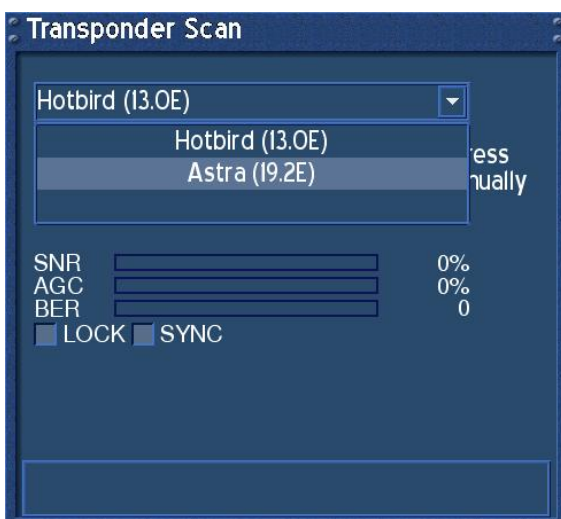 Transponder Scan
Hotbird (13.0E)
Hotbird (13.0E)
Astra (19.2E)
SNR 0%
AGC 0%
BER 0
LOCK SYNC